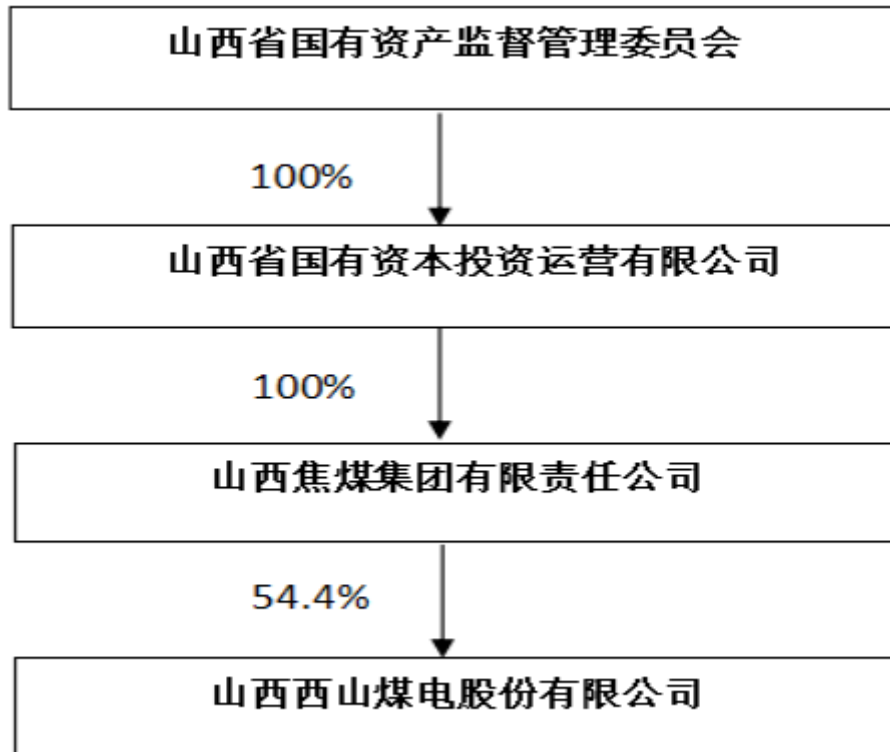 山西省国有资产监督管理委员会
100%
山西省国有资本投资运营有限公司
100%
山西焦煤集团有限责任公司
54.4%
山西西山煤电股份有限公司